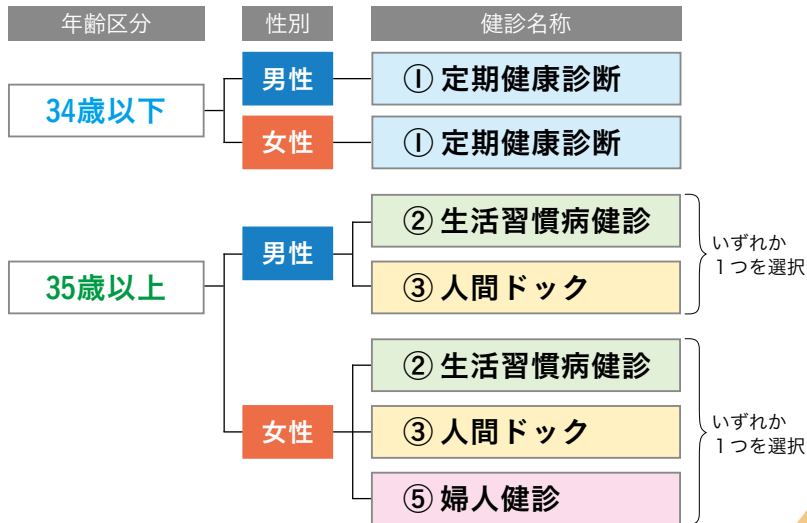 年齢区分 性別 健診名称
34歳以下
男性
① 定期健康診断
女性
① 定期健康診断
35歳以上
男性
② 生活習慣病健診
③ 人間ドック
いずれか
1つを選択
女性
② 生活習慣病健診
③ 人間ドック
⑤ 婦人健診
いずれか
1つを選択